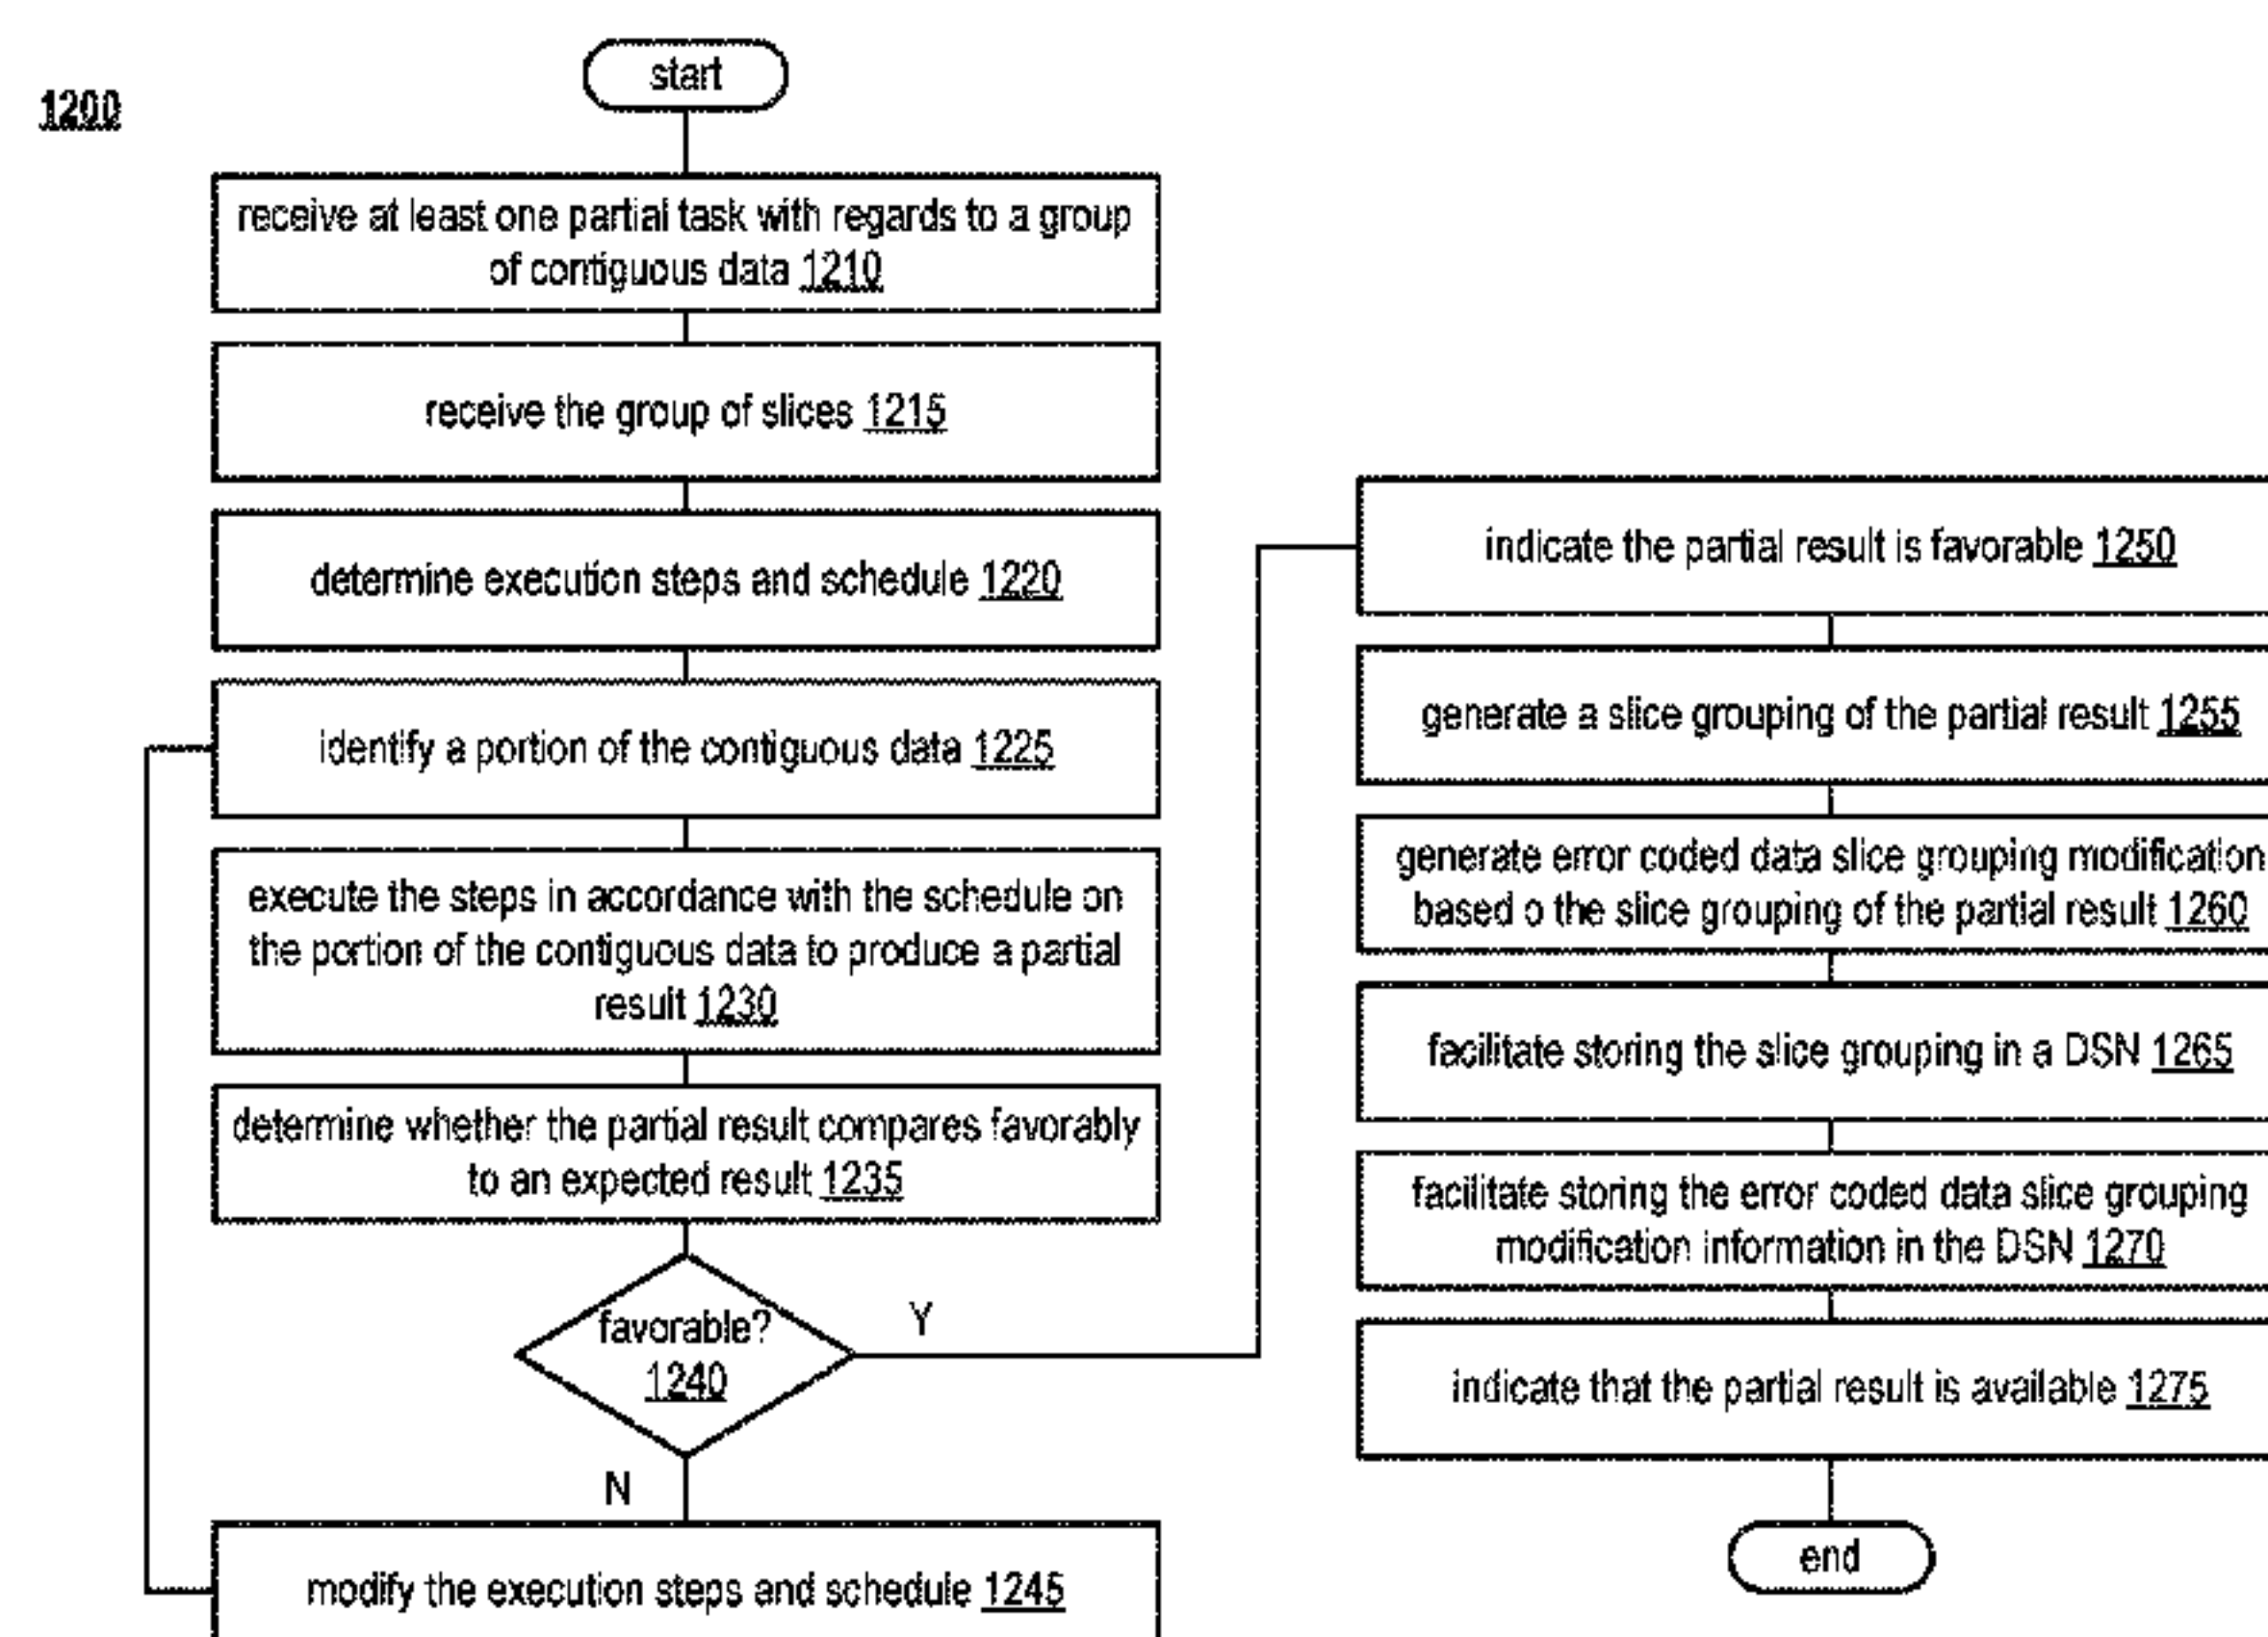 1200
start
receive at least one partial task with regards to a group
of contiguous data 1210
receive the group of slices 1215
determine execution steps and schedule 1220
identify a portion of the contiguous data 1225
execute the steps in accordance with the schedule on
the portion of the contiguous data to produce a partial
result 1230
determine whether the partial result compares favorably
to an expected result 1235
favorable?
1240
Y
N
modify the execution steps and schedule 1245
indicate the partial result is favorable 1250
generate a slice grouping of the partial result 1255
generate error coded data slice grouping modification
based o the slice grouping of the partial result 1260
facilitate storing the slice grouping in a DSN 1265
facilitate storing the error coded data slice grouping
modification information in the DSN 1270
indicate that the partial result is available 1275
end